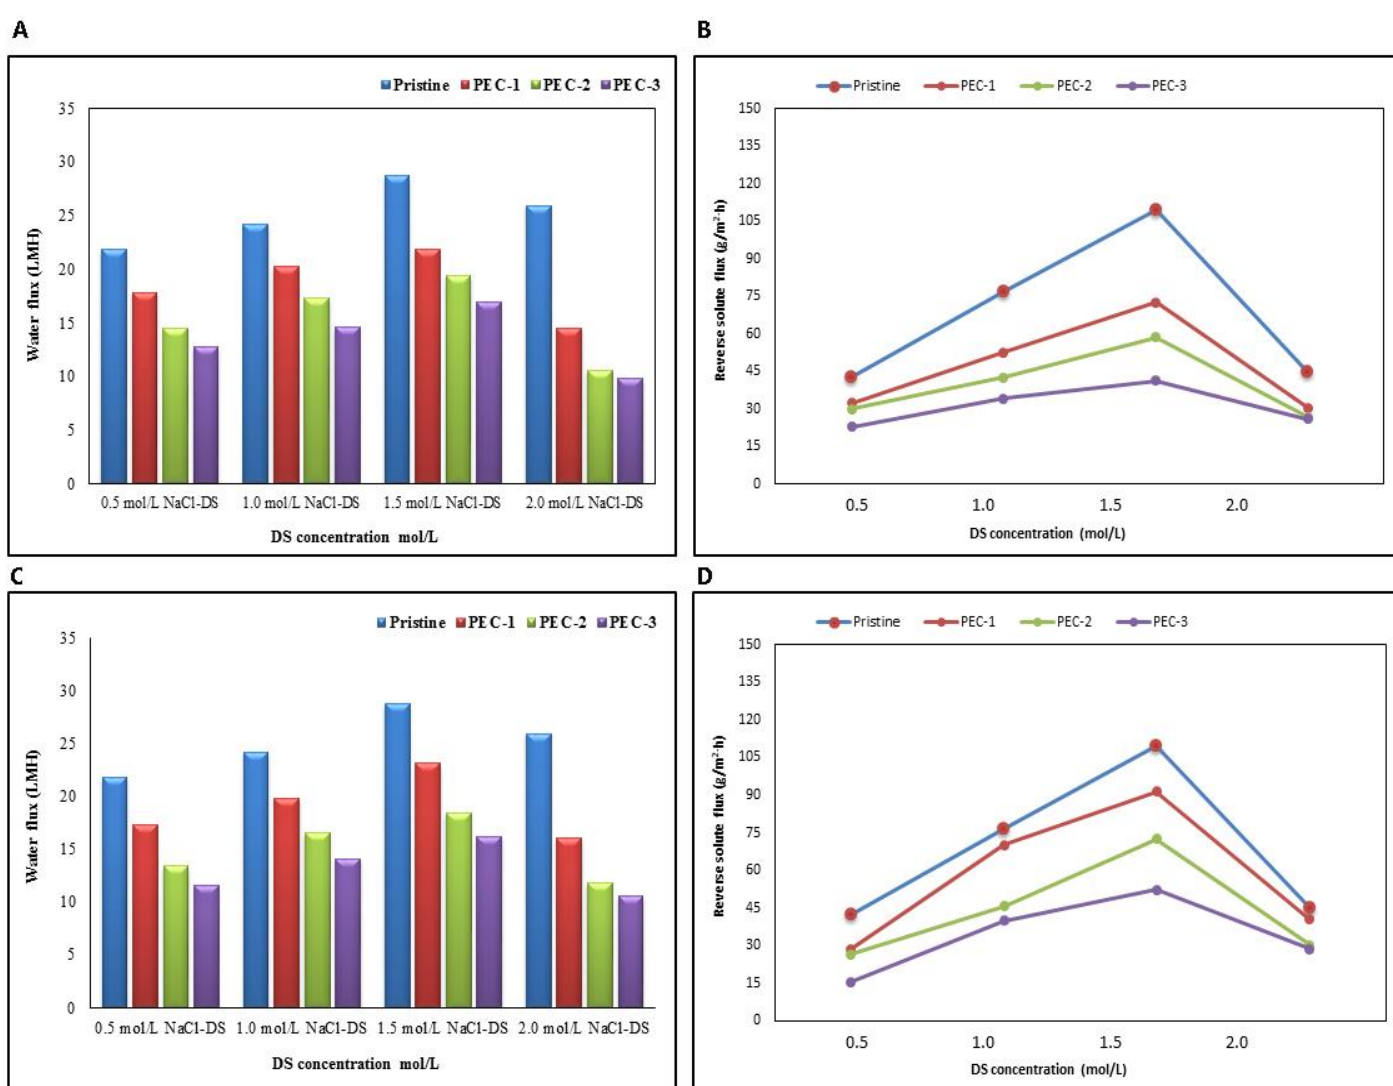 A
Pristine PEC-1 PEC-2 PEC-3
35
30
25
20
15
10
5
0
Water flux (LMH)
0.5 mol/L NaCl-DS 1.0 mol/L NaCl-DS 1.5 mol/L NaCl-DS 2.0 mol/L NaCl-DS
DS concentration mol/L
B
Pristine PEC-1 PEC-2 PEC-3
150
135
120
105
90
75
60
45
30
15
0
Reverse solute flux (g/m²·h)
0.5 1.0 1.5 2.0
DS concentration (mol/L)
C
Pristine PEC-1 PEC-2 PEC-3
35
30
25
20
15
10
5
0
Water flux (LMH)
0.5 mol/L NaCl-DS 1.0 mol/L NaCl-DS 1.5 mol/L NaCl-DS 2.0 mol/L NaCl-DS
DS concentration mol/L
D
Pristine PEC-1 PEC-2 PEC-3
150
135
120
105
90
75
60
45
30
15
0
Reverse solute flux (g/m²·h)
0.5 1.0 1.5 2.0
DS concentration (mol/L)